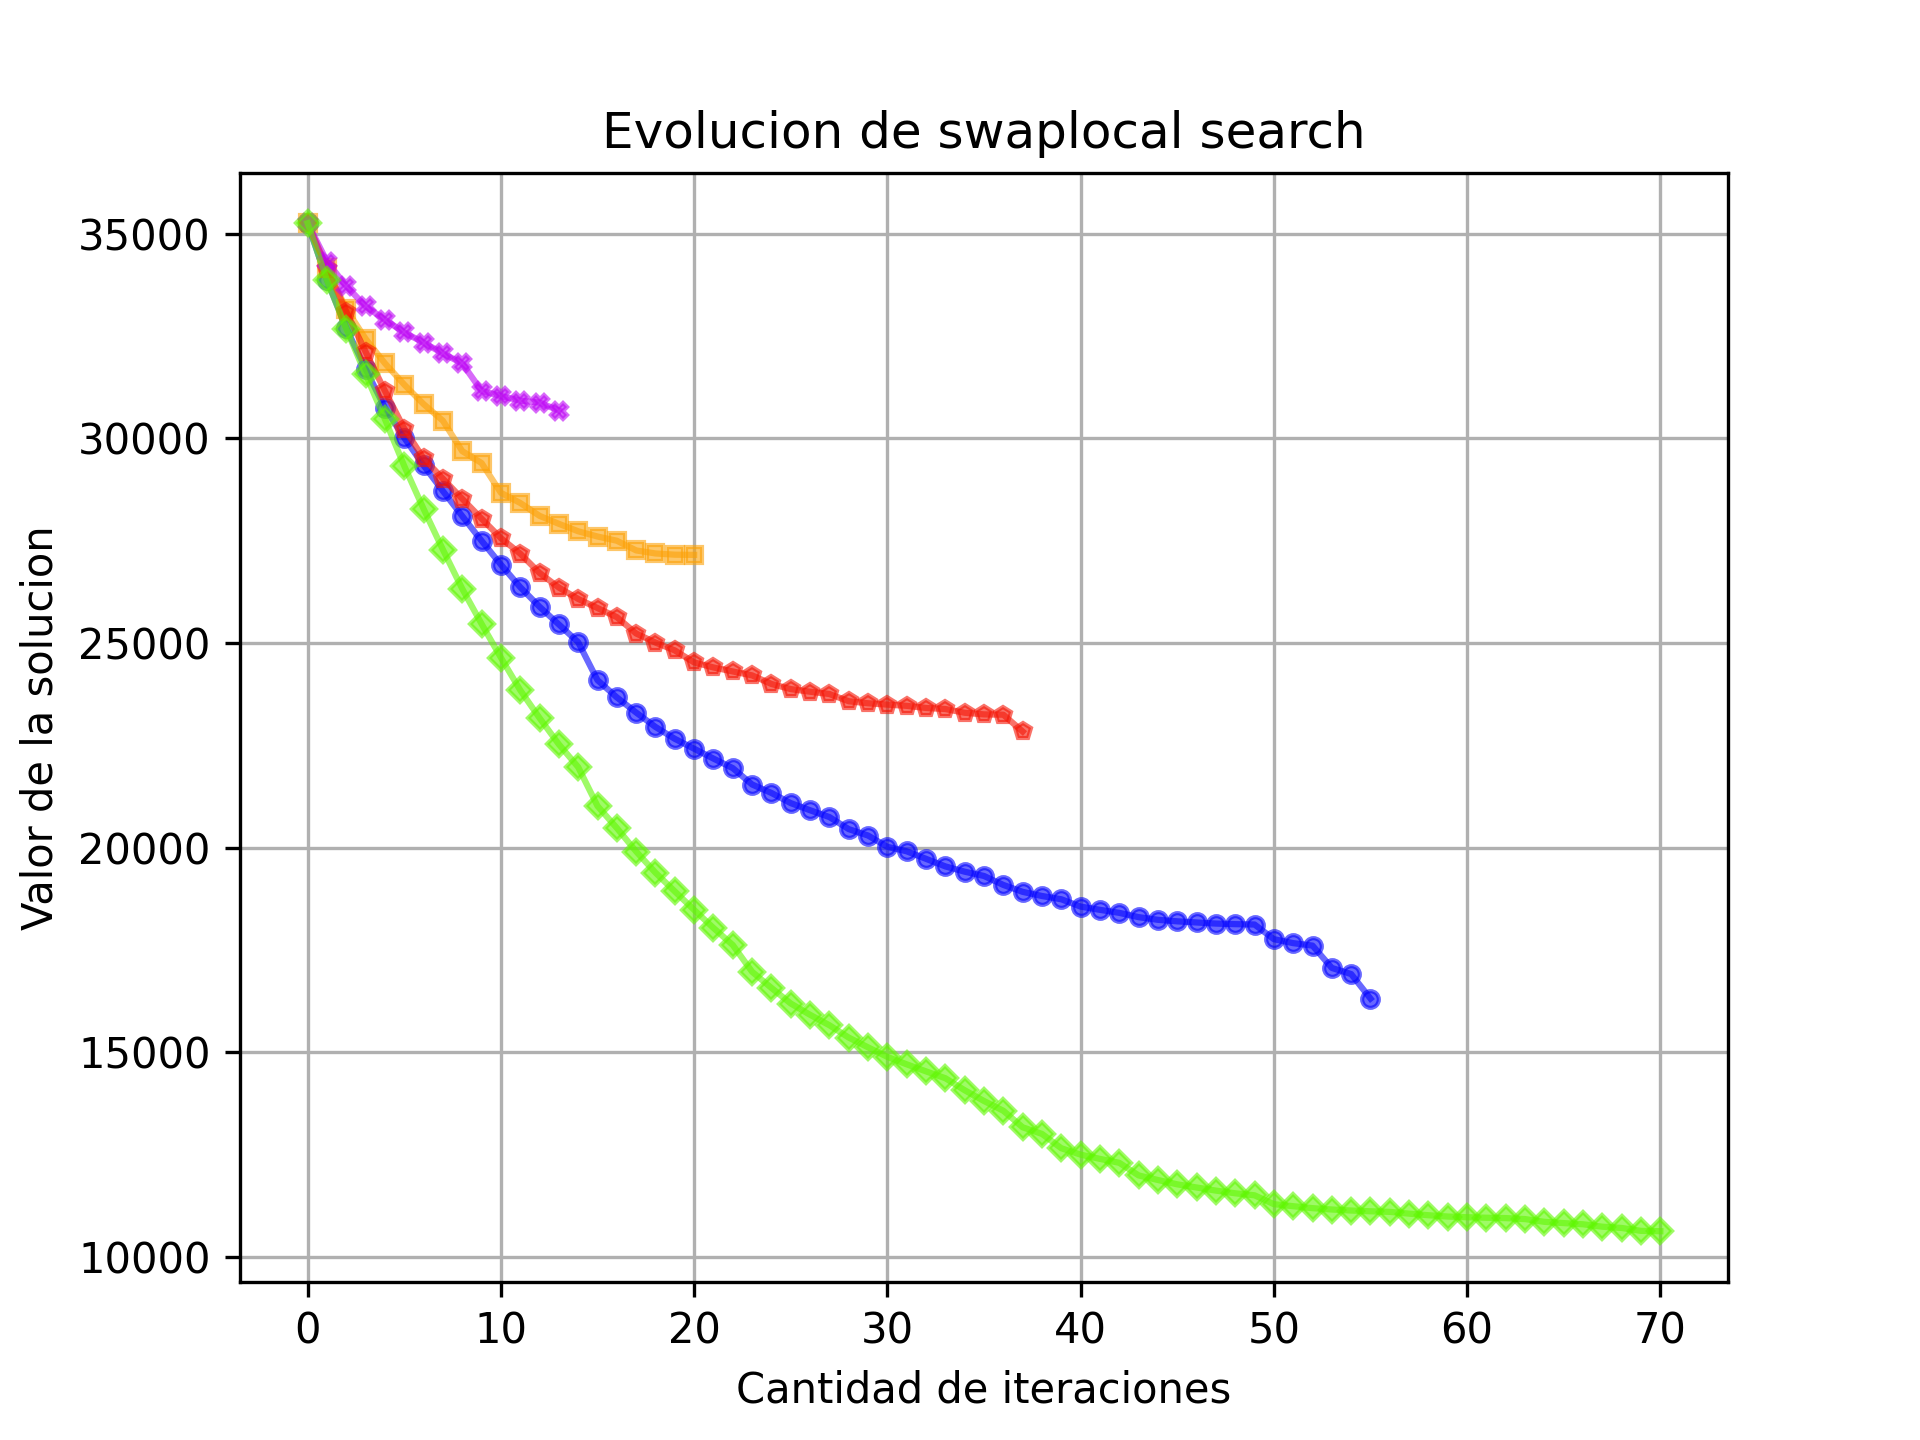 Evolucion de swaplocal search
Valor de la solucion
35000
30000
25000
20000
15000
10000
0 10 20 30 40 50 60 70
Cantidad de iteraciones